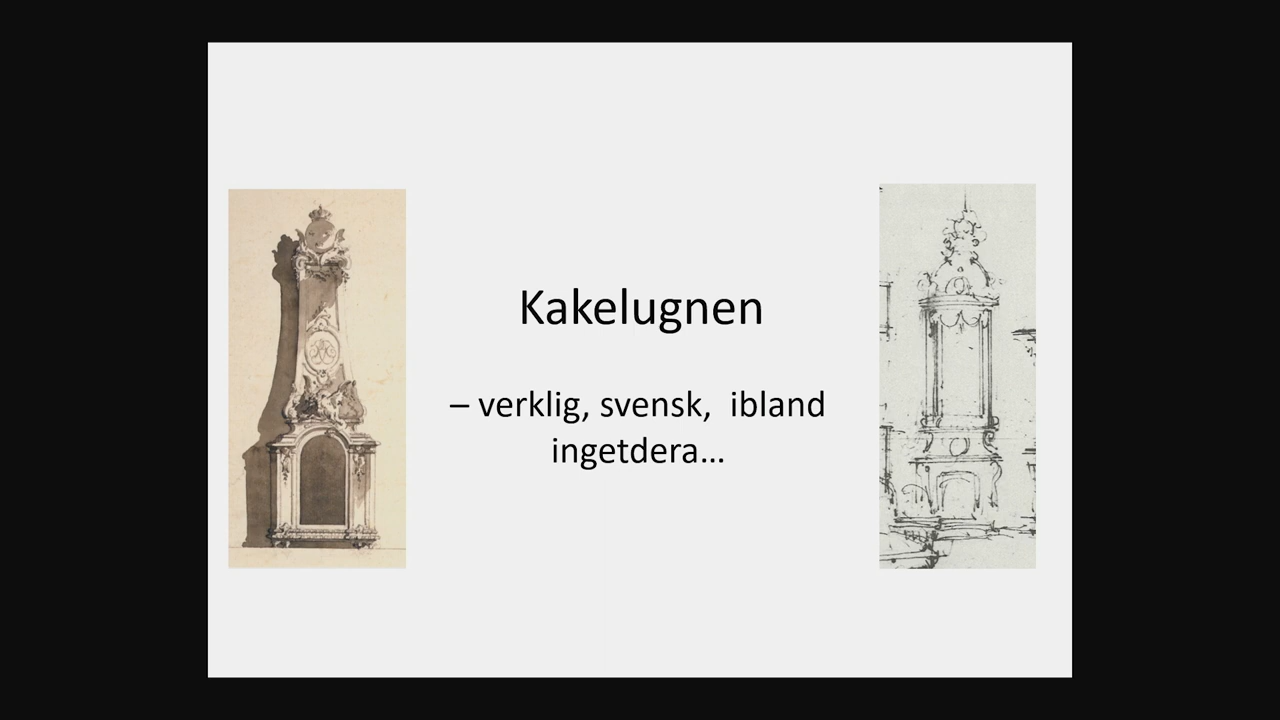 Kakelugnen
– verklig, svensk,  ibland
ingetdera...